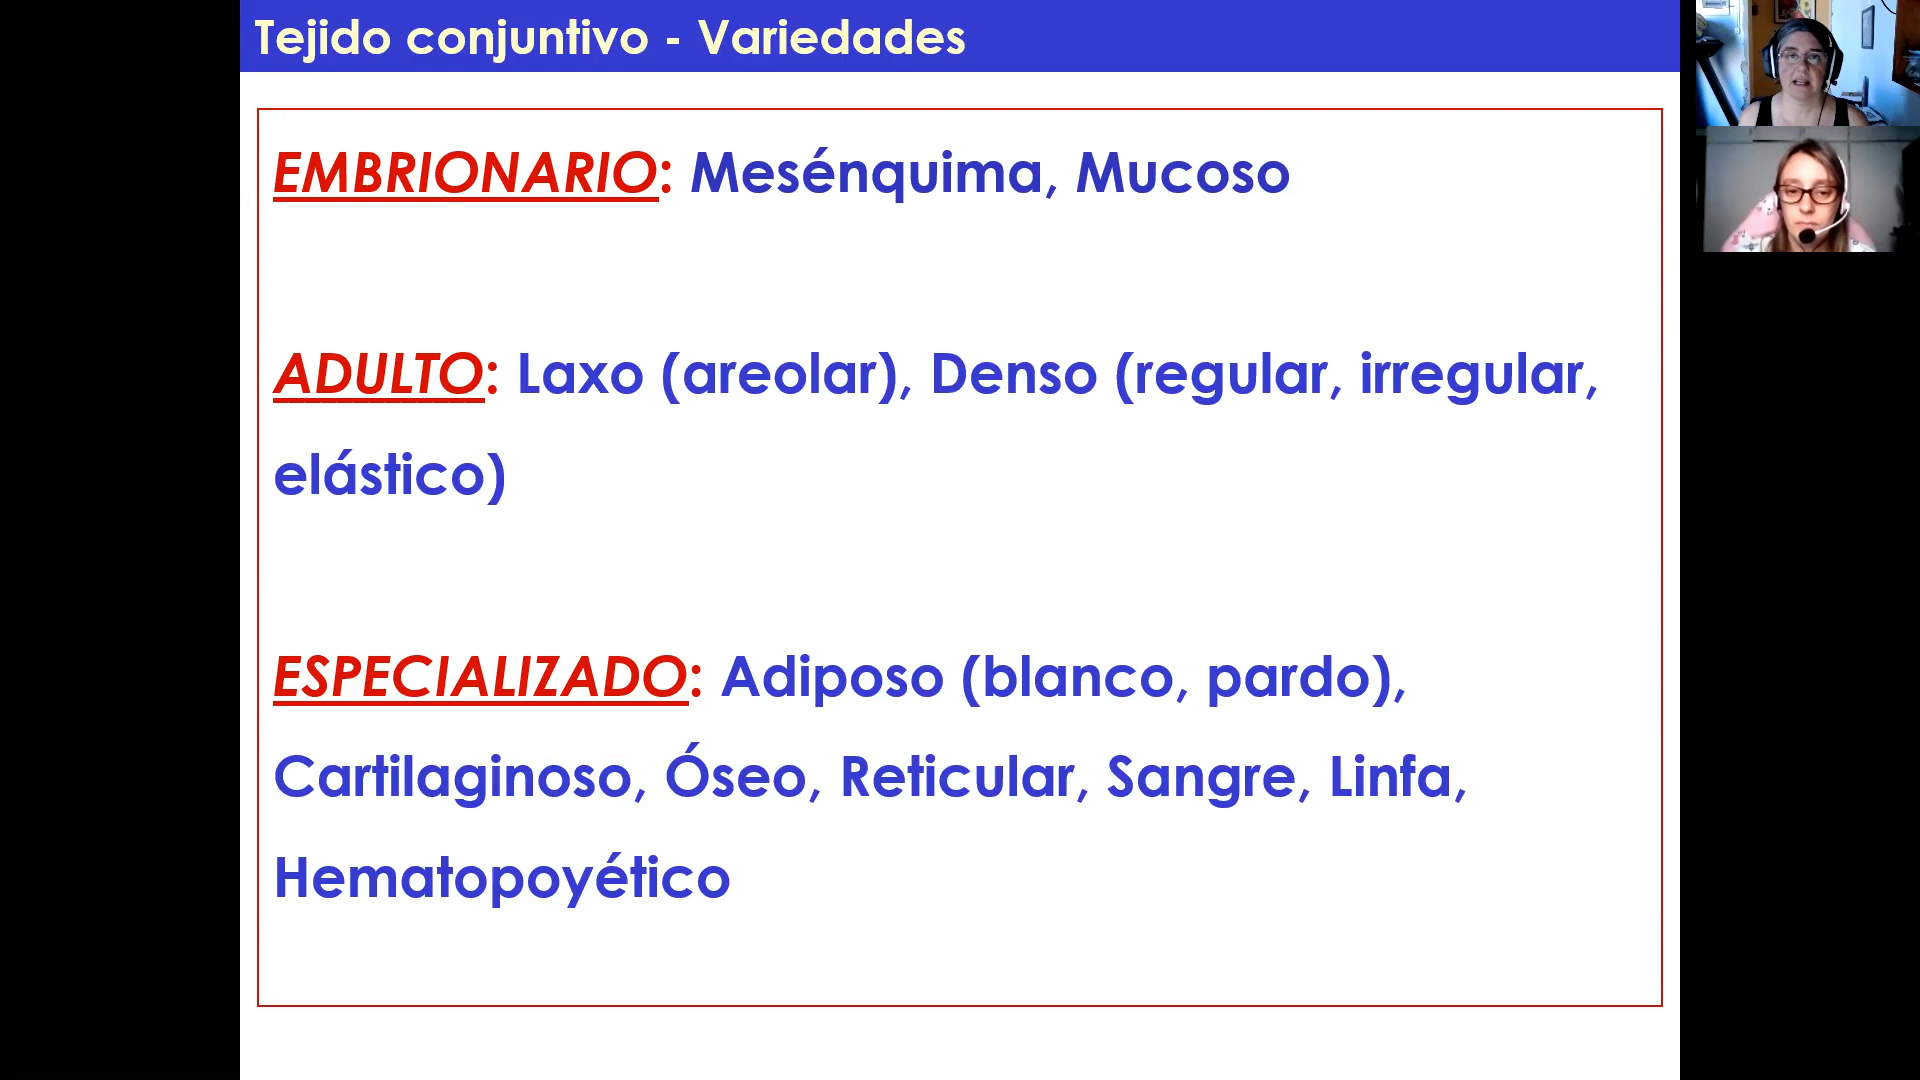 Tejido conjuntivo - Variedades
EMBRIONARIO: Mesénquima, Mucoso
ADULTO: Laxo (areolar), Denso (regular, irregular,
elástico)
ESPECIALIZADO: Adiposo (blanco, pardo),
Cartilaginoso, Óseo, Reticular, Sangre, Linfa,
Hematopoyético